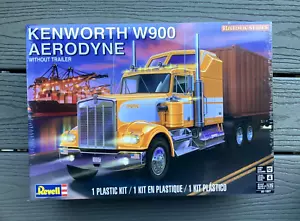 KENWORTH W900
AERODYNE
WITHOUT TRAILER
Revell
1 PLASTIC KIT / 1 KIT EN PLASTIQUE / 1 KIT PLÁSTICO